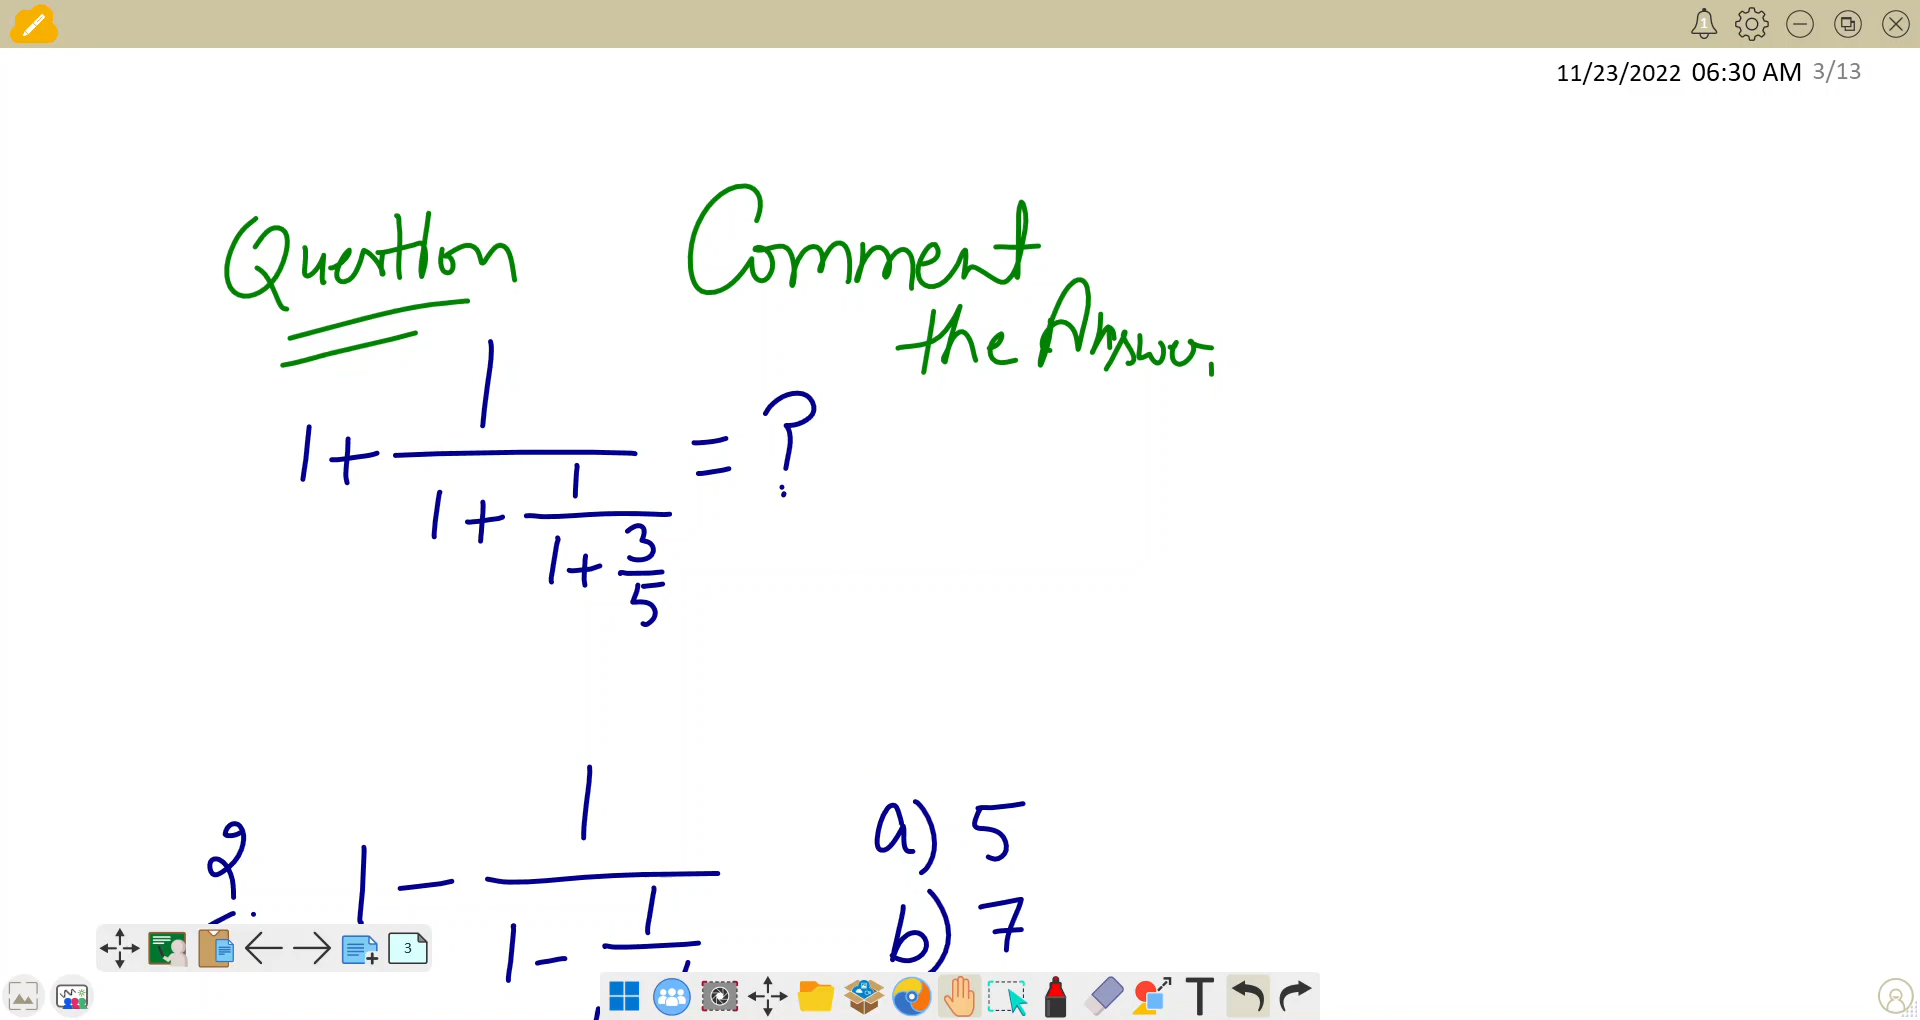 11/23/2022 06:30 AM 3/13
Question Comment
the Answer.
1 + 1 / (1 + 1 / (1 + 3/5)) = ?
1
1 - 1
a) 5
1 - 1
b) 7
3
T